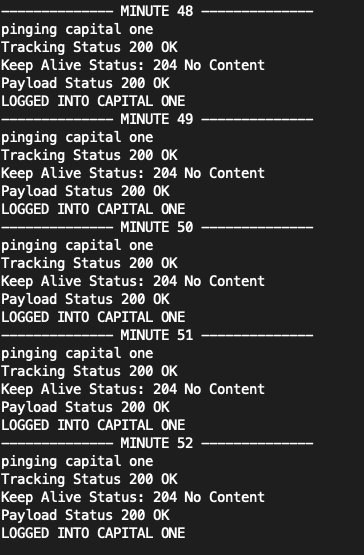 -------------- MINUTE 48 --------------
pinging capital one
Tracking Status 200 OK
Keep Alive Status: 204 No Content
Payload Status 200 OK
LOGGED INTO CAPITAL ONE
-------------- MINUTE 49 --------------
pinging capital one
Tracking Status 200 OK
Keep Alive Status: 204 No Content
Payload Status 200 OK
LOGGED INTO CAPITAL ONE
-------------- MINUTE 50 --------------
pinging capital one
Tracking Status 200 OK
Keep Alive Status: 204 No Content
Payload Status 200 OK
LOGGED INTO CAPITAL ONE
-------------- MINUTE 51 --------------
pinging capital one
Tracking Status 200 OK
Keep Alive Status: 204 No Content
Payload Status 200 OK
LOGGED INTO CAPITAL ONE
-------------- MINUTE 52 --------------
pinging capital one
Tracking Status 200 OK
Keep Alive Status: 204 No Content
Payload Status 200 OK
LOGGED INTO CAPITAL ONE